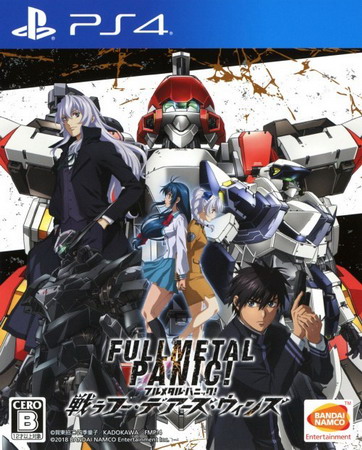 PS4
FULLMETAL
PANIC!
フルメタル・パニック!
戦うフー・デアーズ・ウィンズ
CERO
B
12才以上対象
©賀東招二・四季童子/KADOKAWA/FMP!4
©2018 BANDAI NAMCO Entertainment Inc.
BANDAI
NAMCO
Entertainment